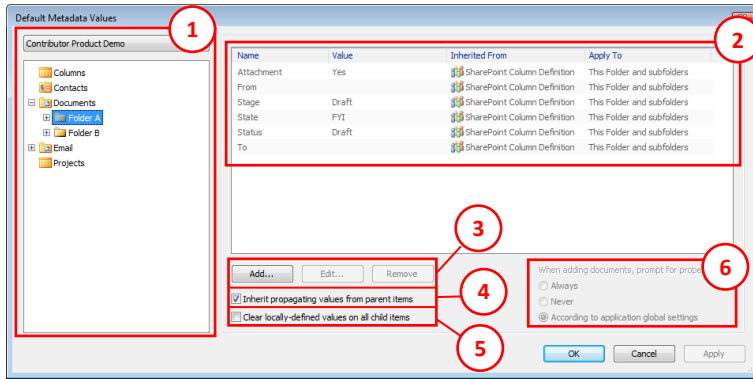 Default Metadata Values
1
Contributor Product Demo
Columns
Contacts
Documents
Folder A
Folder B
Email
Projects
2
Name Value Inherited From Apply To
Attachment Yes SharePoint Column Definition This Folder and subfolders
From SharePoint Column Definition This Folder and subfolders
Stage Draft SharePoint Column Definition This Folder and subfolders
State FYI SharePoint Column Definition This Folder and subfolders
Status Draft SharePoint Column Definition This Folder and subfolders
To SharePoint Column Definition This Folder and subfolders
3
Add... Edit... Remove
4
Inherit propagating values from parent items
Clear locally-defined values on all child items
5
6
When adding documents, prompt for
Always
Never
According to application global settings
OK Cancel Apply